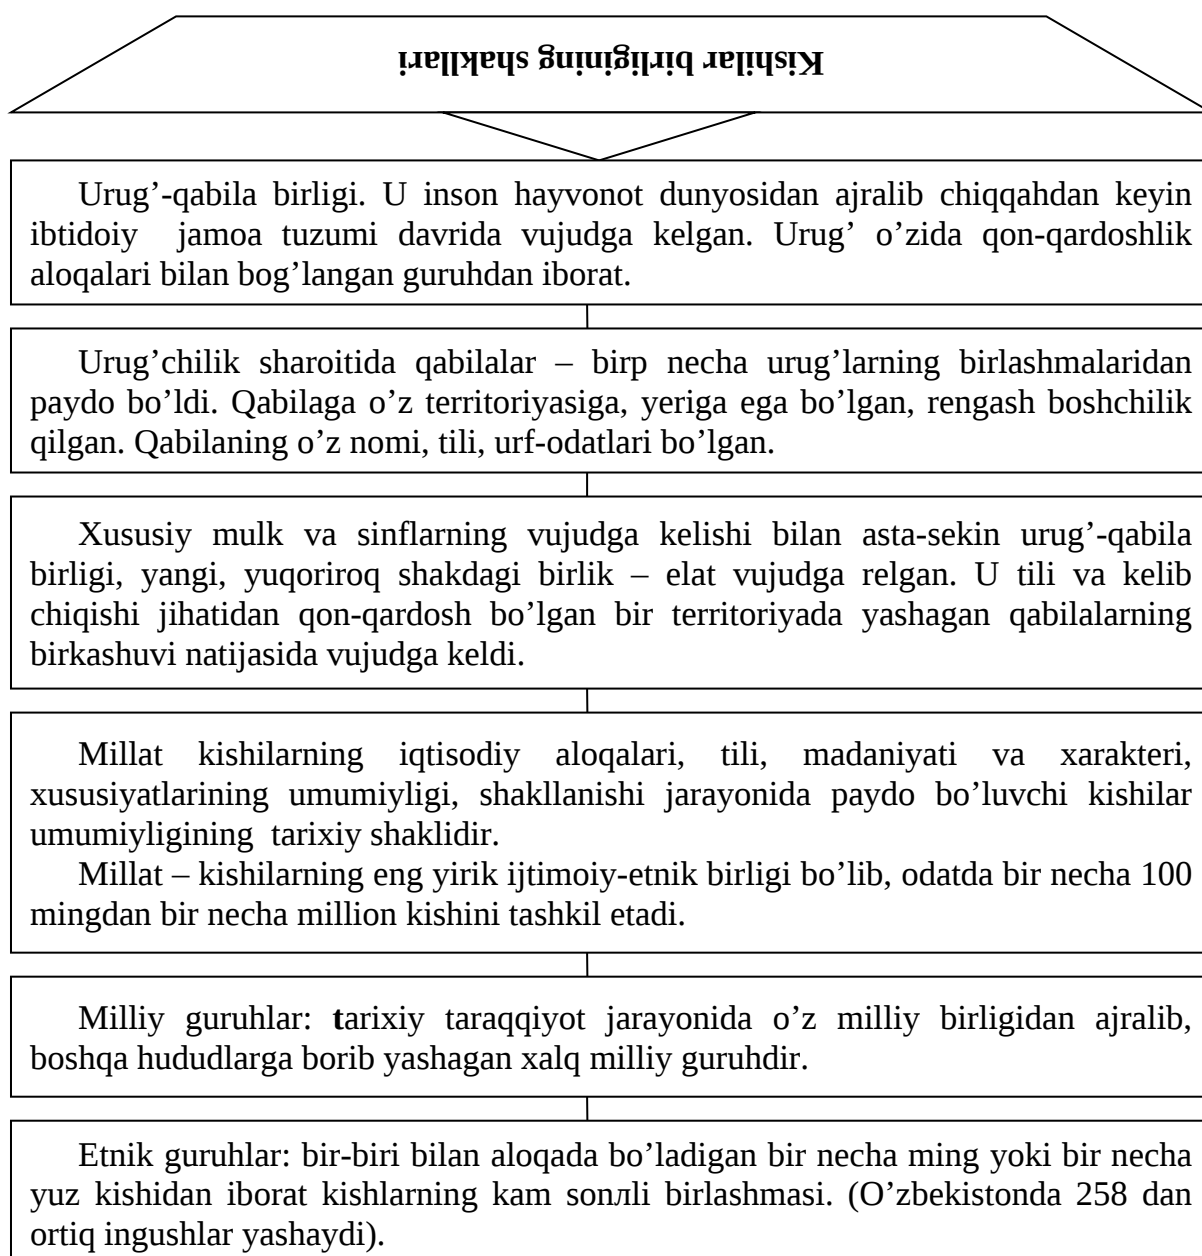 Kishilar birligining shakllari
Urug’-qabila birligi. U inson hayvonot dunyosidan ajralib chiqqahdan keyin
ibtidoiy jamoa tuzumi davrida vujudga kelgan. Urug’ o’zida qon-qardoshlik
aloqalari bilan bog’langan guruhdan iborat.
Urug’chilik sharoitida qabilalar – birp necha urug’larning birlashmalaridan
paydo bo’ldi. Qabilaga o’z territoriyasiga, yeriga ega bo’lgan, rengash boshchilik
qilgan. Qabilaning o’z nomi, tili, urf-odatlari bo’lgan.
Xususiy mulk va sinflarning vujudga kelishi bilan asta-sekin urug’-qabila
birligi, yangi, yuqoriroq shakdagi birlik – elat vujudga relgan. U tili va kelib
chiqishi jihatidan qon-qardosh bo’lgan bir territoriyada yashagan qabilalarning
birkashuvi natijasida vujudga keldi.
Millat kishilarning iqtisodiy aloqalari, tili, madaniyati va xarakteri,
xususiyatlarining umumiyligi, shakllanishi jarayonida paydo bo’luvchi kishilar
umumiyligining tarixiy shaklidir.
Millat – kishilarning eng yirik ijtimoiy-etnik birligi bo’lib, odatda bir necha 100
mingdan bir necha million kishini tashkil etadi.
Milliy guruhlar: tarixiy taraqqiyot jarayonida o’z milliy birligidan ajralib,
boshqa hududlarga borib yashagan xalq milliy guruhdir.
Etnik guruhlar: bir-biri bilan aloqada bo’ladigan bir necha ming yoki bir necha
yuz kishidan iborat kishlarning kam sonлli birlashmasi. (O’zbekistonda 258 dan
ortiq ingushlar yashaydi).